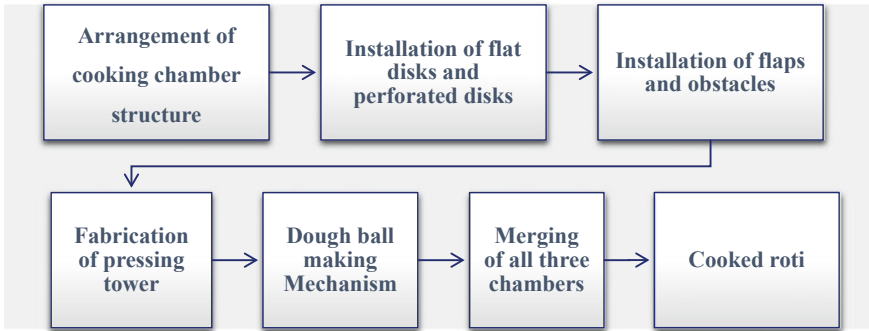 Arrangement of
cooking chamber
structure
Installation of flat
disks and
perforated disks
Installation of flaps
and obstacles
Fabrication
of pressing
tower
Dough ball
making
Mechanism
Merging
of all three
chambers
Cooked roti